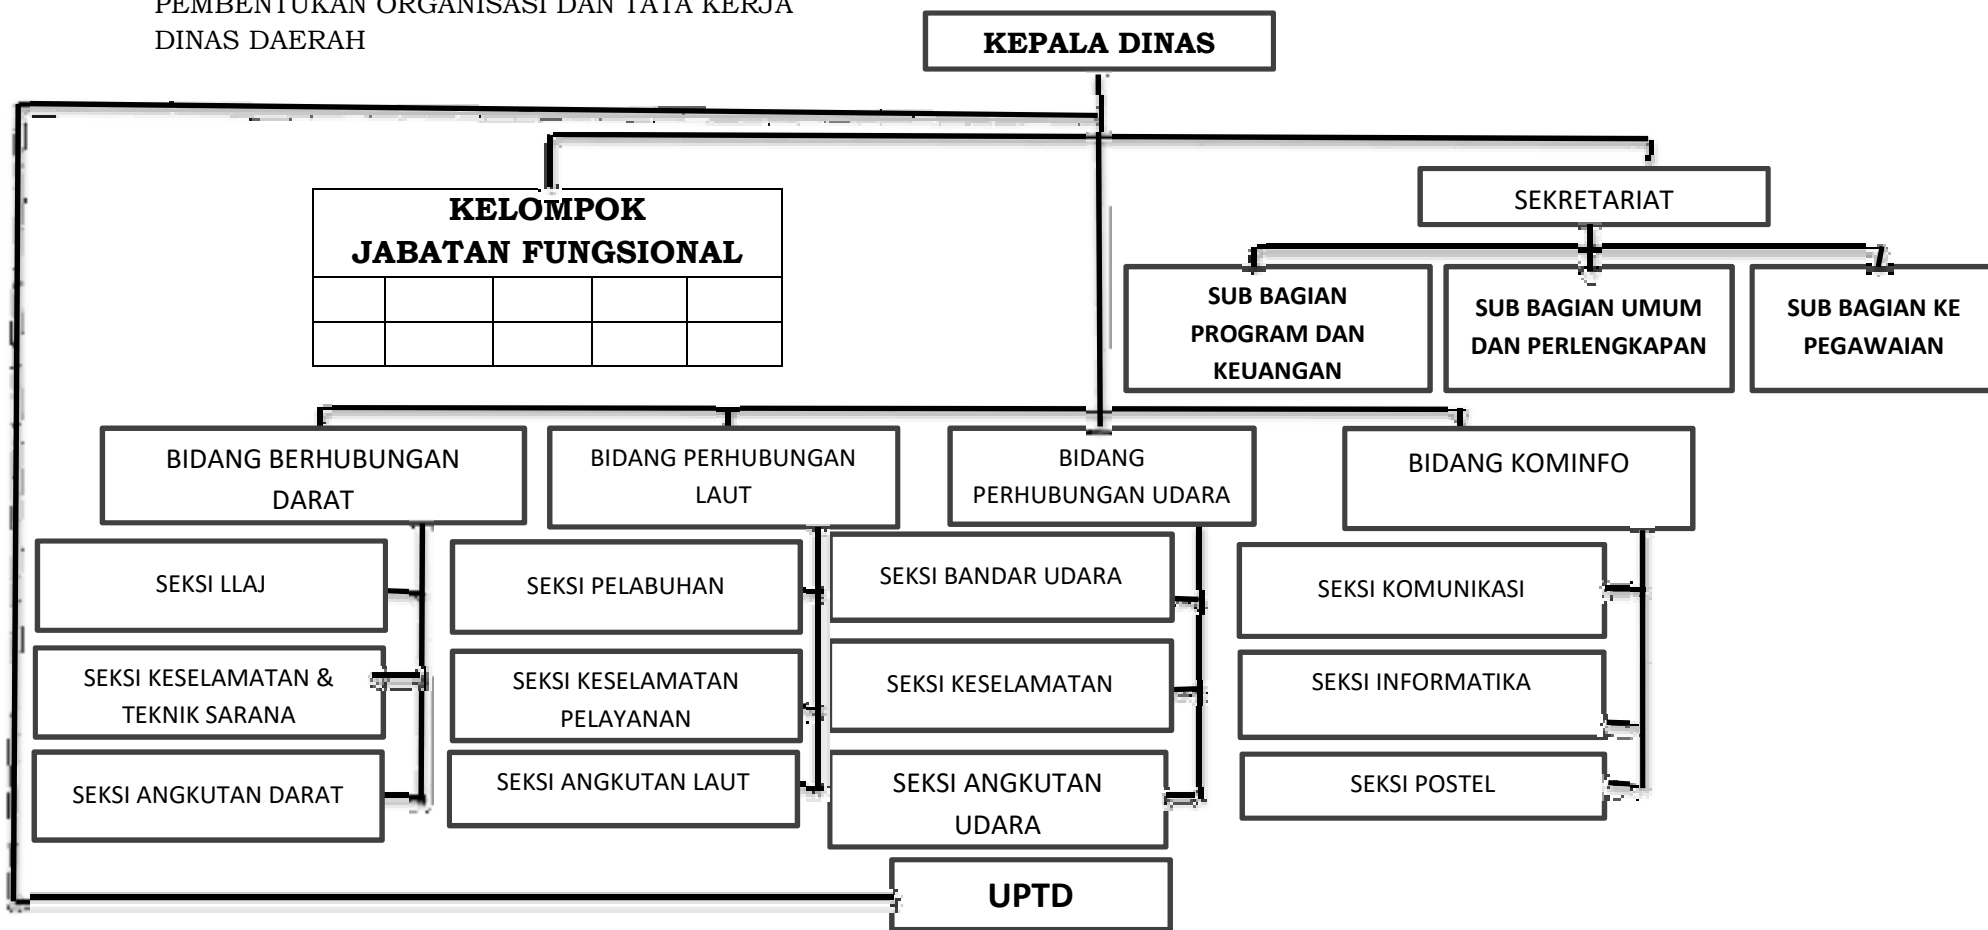 PEMBENTUKAN ORGANISASI DAN TATA KERJA
DINAS DAERAH
KEPALA DINAS
KELOMPOK
JABATAN FUNGSIONAL
SEKRETARIAT
SUB BAGIAN
PROGRAM DAN
KEUANGAN
SUB BAGIAN UMUM
DAN PERLENGKAPAN
SUB BAGIAN KE
PEGAWAIAN
BIDANG BERHUBUNGAN
DARAT
BIDANG PERHUBUNGAN
LAUT
BIDANG
PERHUBUNGAN UDARA
BIDANG KOMINFO
SEKSI LLAJ
SEKSI PELABUHAN
SEKSI BANDAR UDARA
SEKSI KOMUNIKASI
SEKSI KESELAMATAN &
TEKNIK SARANA
SEKSI KESELAMATAN
PELAYANAN
SEKSI KESELAMATAN
SEKSI INFORMATIKA
SEKSI ANGKUTAN DARAT
SEKSI ANGKUTAN LAUT
SEKSI ANGKUTAN
UDARA
SEKSI POSTEL
UPTD